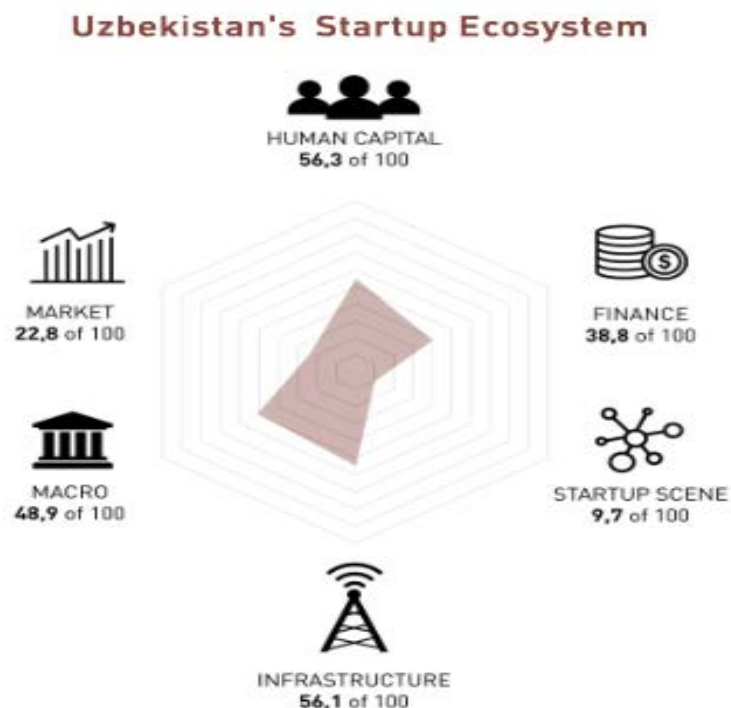 Uzbekistan's Startup Ecosystem
HUMAN CAPITAL
56,3 of 100
MARKET
22,8 of 100
FINANCE
38,8 of 100
MACRO
48,9 of 100
STARTUP SCENE
9,7 of 100
INFRASTRUCTURE
56,1 of 100
$